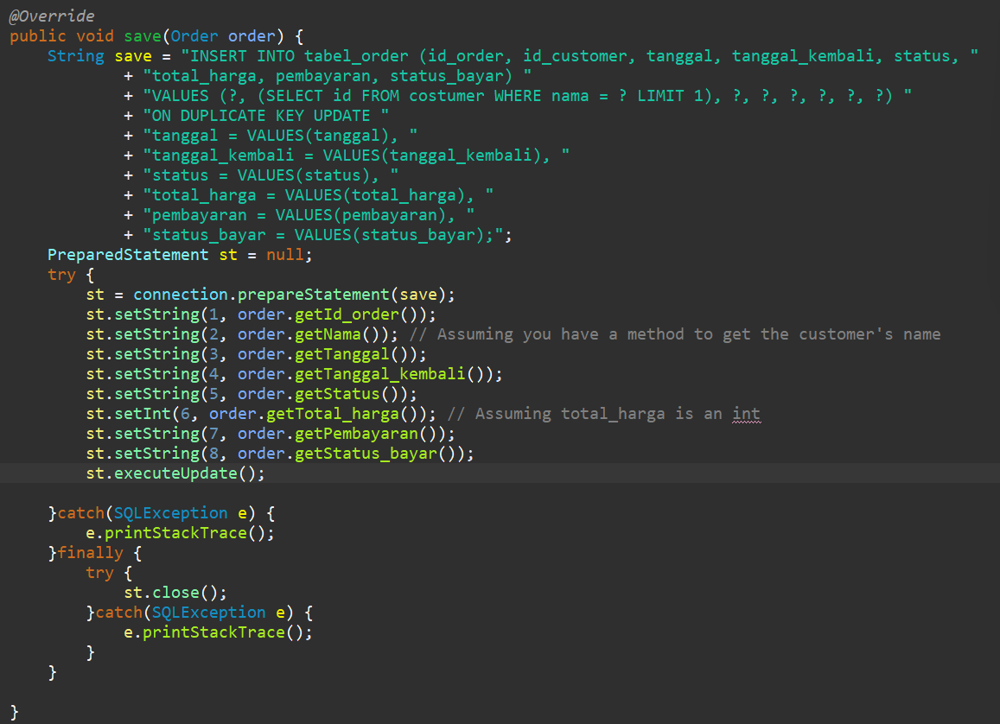 @Override
public void save(Order order) {
    String save = "INSERT INTO tabel_order (id_order, id_customer, tanggal, tanggal_kembali, status, "
            + "total_harga, pembayaran, status_bayar) "
            + "VALUES (?, (SELECT id FROM costumer WHERE nama = ? LIMIT 1), ?, ?, ?, ?, ?, ?) "
            + "ON DUPLICATE KEY UPDATE "
            + "tanggal = VALUES(tanggal), "
            + "tanggal_kembali = VALUES(tanggal_kembali), "
            + "status = VALUES(status), "
            + "total_harga = VALUES(total_harga), "
            + "pembayaran = VALUES(pembayaran), "
            + "status_bayar = VALUES(status_bayar);";
    PreparedStatement st = null;
    try {
        st = connection.prepareStatement(save);
        st.setString(1, order.getId_order());
        st.setString(2, order.getNama()); // Assuming you have a method to get the customer's name
        st.setString(3, order.getTanggal());
        st.setString(4, order.getTanggal_kembali());
        st.setString(5, order.getStatus());
        st.setInt(6, order.getTotal_harga()); // Assuming total_harga is an int
        st.setString(7, order.getPembayaran());
        st.setString(8, order.getStatus_bayar());
        st.executeUpdate();

    }catch(SQLException e) {
        e.printStackTrace();
    }finally {
        try {
            st.close();
        }catch(SQLException e) {
            e.printStackTrace();
        }
    }

}